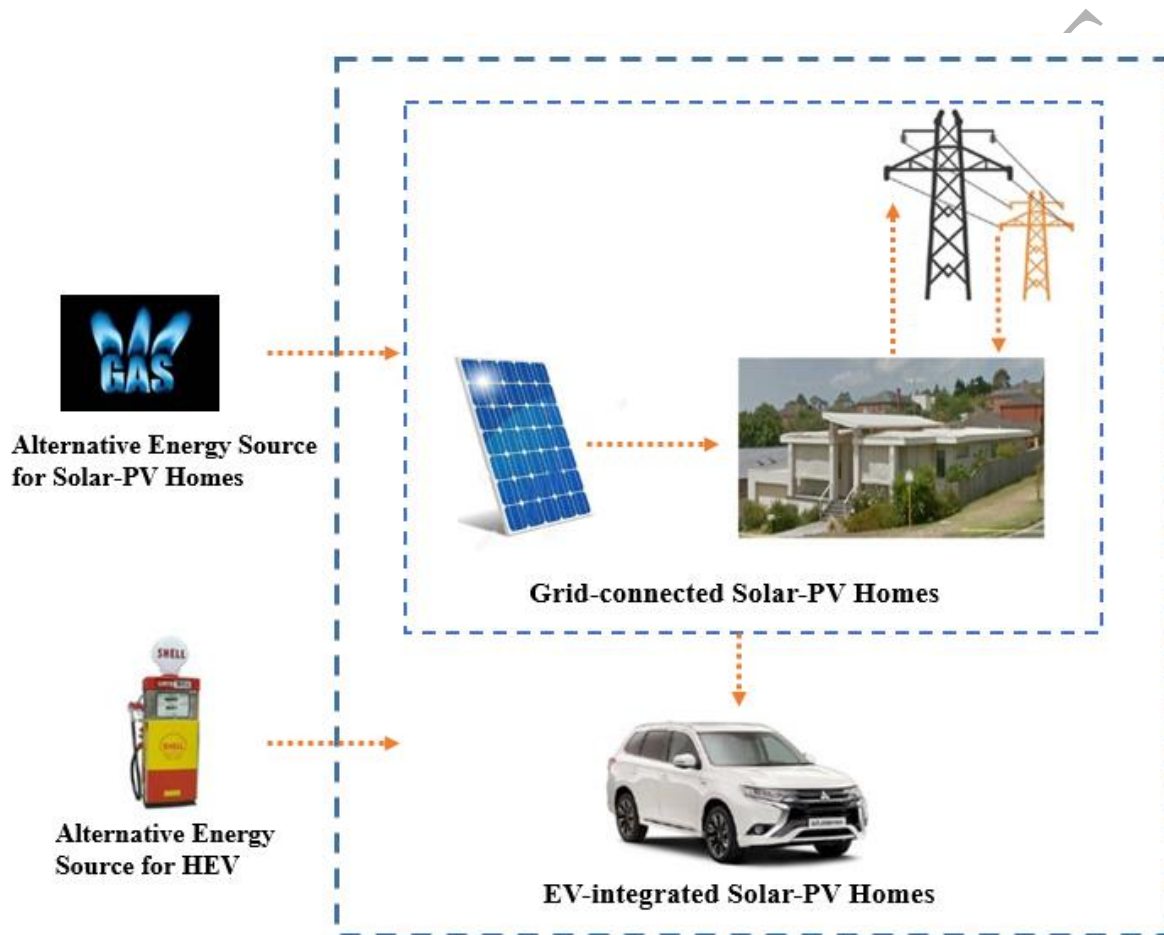 GAS
Alternative Energy Source
for Solar-PV Homes
Grid-connected Solar-PV Homes
SHELL
SHELL
Alternative Energy
Source for HEV
EV-integrated Solar-PV Homes